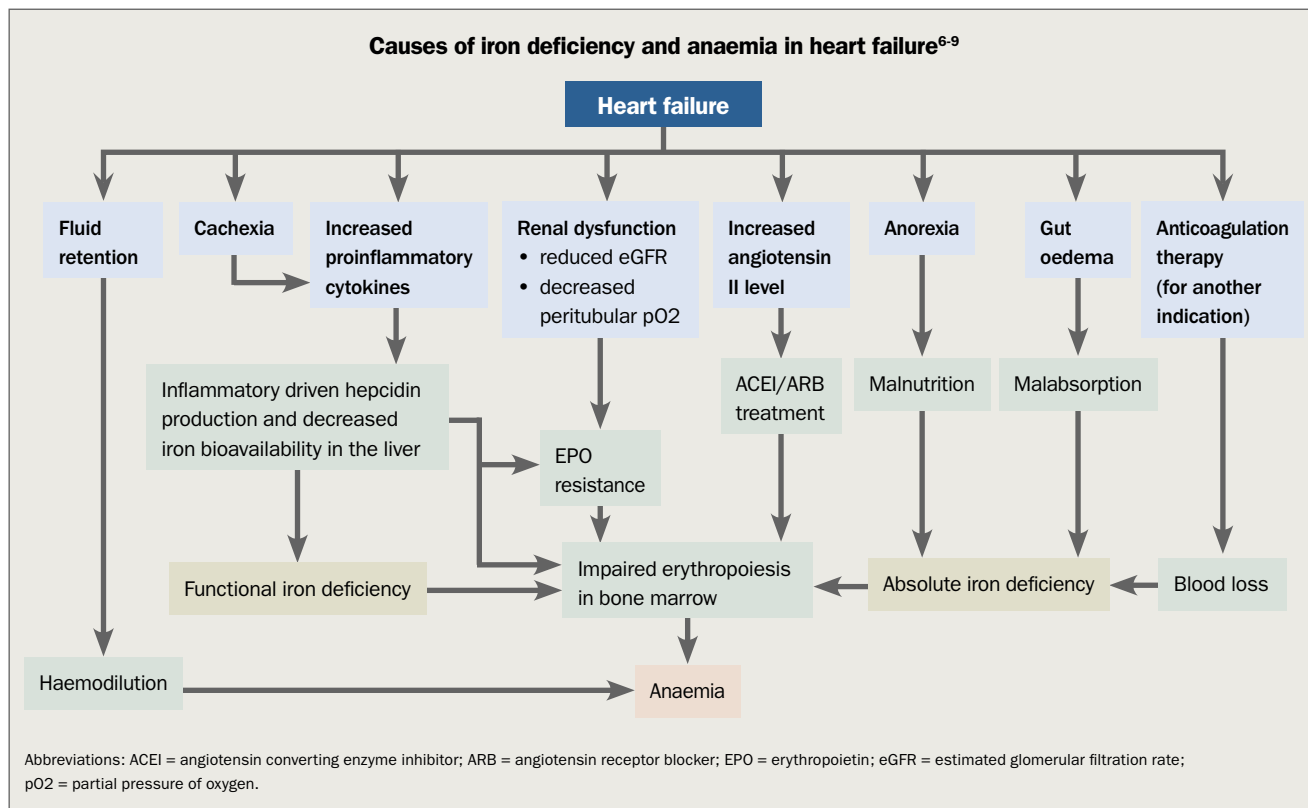 Causes of iron deficiency and anaemia in heart failure6-9
Heart failure
Fluid
retention
Cachexia
Increased
proinflammatory
cytokines
Renal dysfunction
• reduced eGFR
• decreased
peritubular pO2
Increased
angiotensin
II level
Anorexia
Gut
oedema
Anticoagulation
therapy
(for another
indication)
Inflammatory driven hepcidin
production and decreased
iron bioavailability in the liver
ACEI/ARB
treatment
Malnutrition
Malabsorption
EPO
resistance
Functional iron deficiency
Impaired erythropoiesis
in bone marrow
Absolute iron deficiency
Blood loss
Haemodilution
Anaemia
Abbreviations: ACEI = angiotensin converting enzyme inhibitor; ARB = angiotensin receptor blocker; EPO = erythropoietin; eGFR = estimated glomerular filtration rate;
pO2 = partial pressure of oxygen.